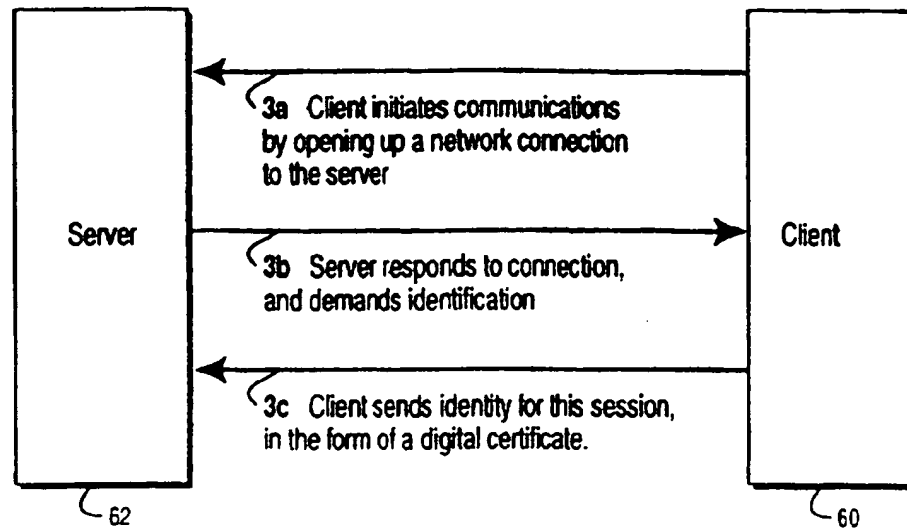 3a Client initiates communications
by opening up a network connection
to the server
Server
Client
3b Server responds to connection,
and demands identification
3c Client sends identity for this session,
in the form of a digital certificate.
62
60